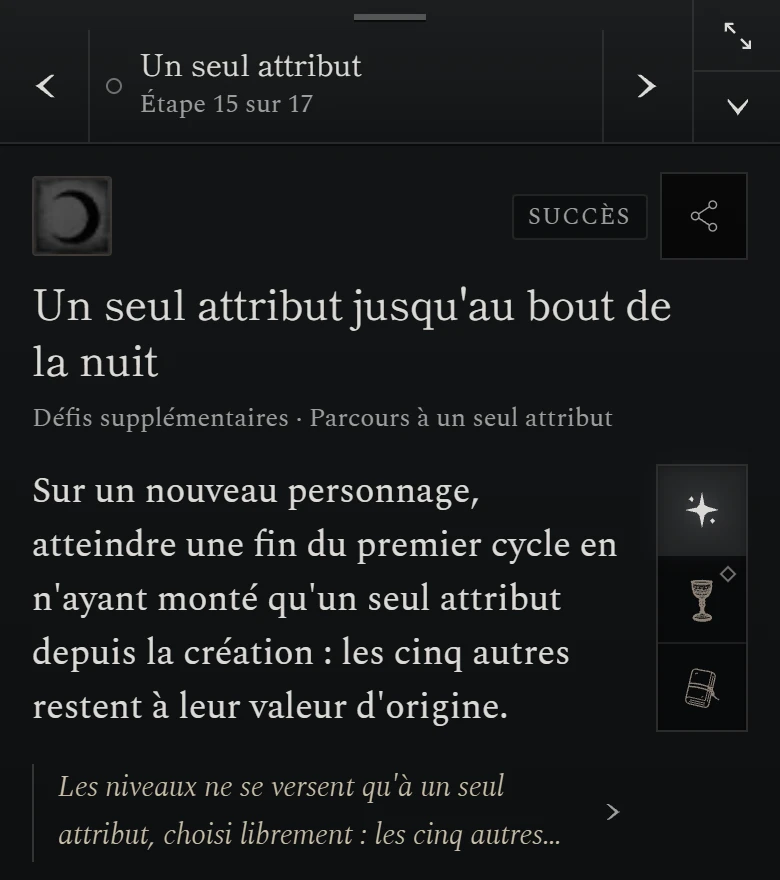 Un seul attribut
Étape 15 sur 17
SUCCÈS
Un seul attribut jusqu'au bout de
la nuit
Défis supplémentaires · Parcours à un seul attribut
Sur un nouveau personnage,
atteindre une fin du premier cycle en
n'ayant monté qu'un seul attribut
depuis la création : les cinq autres
restent à leur valeur d'origine.
Les niveaux ne se versent qu'à un seul
attribut, choisi librement : les cinq autres...